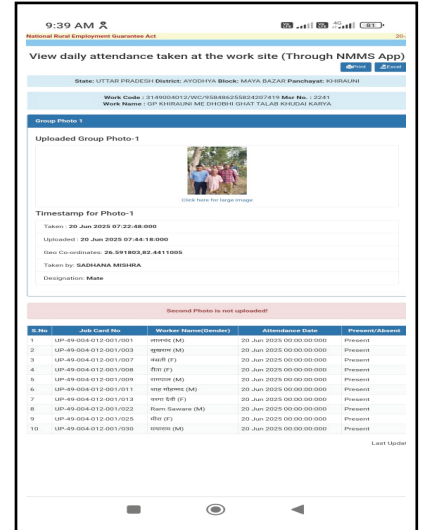 9:39 AM
4G
81
National Rural Employment Guarantee Act
20-
View daily attendance taken at the work site (Through NMMS App)
Print Excel
State: UTTAR PRADESH District: AYODHYA Block: MAYA BAZAR Panchayat: KHIRAUNI
Work Code : 3149004012/WC/958486255824207419 Msr No. : 2241
Work Name : GP KHIRAUNI ME DHOBHI GHAT TALAB KHUDAI KARYA
Group Photo 1
Uploaded Group Photo-1
Click here for large image
Timestamp for Photo-1
Taken : 20 Jun 2025 07:22:48:000
Uploaded : 20 Jun 2025 07:44:18:000
Geo Co-ordinates: 26.591803,82.4411005
Taken by: SADHANA MISHRA
Designation: Mate
Second Photo is not uploaded!
S.No Job Card No Worker Name(Gender) Attendance Date Present/Absent
1 UP-49-004-012-001/001 लालचंद (M) 20 Jun 2025 00:00:00:000 Present
2 UP-49-004-012-001/003 सुखराम (M) 20 Jun 2025 00:00:00:000 Present
3 UP-49-004-012-001/007 (F) 20 Jun 2025 00:00:00:000 Present
4 UP-49-004-012-001/008 (F) 20 Jun 2025 00:00:00:000 Present
5 UP-49-004-012-001/009 रामपाल (M) 20 Jun 2025 00:00:00:000 Present
6 UP-49-004-012-001/011 (M) 20 Jun 2025 00:00:00:000 Present
7 UP-49-004-012-001/013 देवी (F) 20 Jun 2025 00:00:00:000 Present
8 UP-49-004-012-001/022 Ram Saware (M) 20 Jun 2025 00:00:00:000 Present
9 UP-49-004-012-001/025 (F) 20 Jun 2025 00:00:00:000 Present
10 UP-49-004-012-001/030 (M) 20 Jun 2025 00:00:00:000 Present
Last Updat